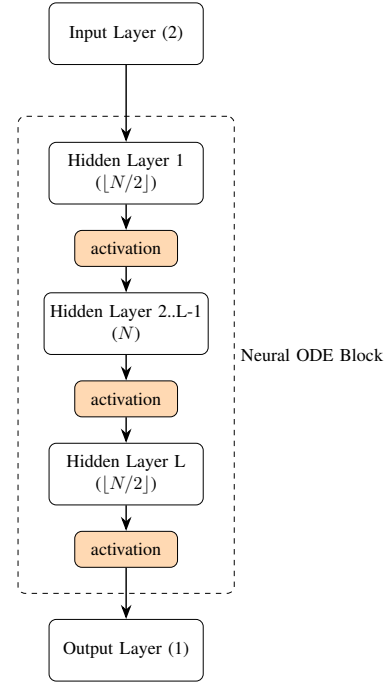 Input Layer (2)
Hidden Layer 1
(⌊N/2⌋)
activation
Hidden Layer 2..L-1
(N)
Neural ODE Block
activation
Hidden Layer L
(⌊N/2⌋)
activation
Output Layer (1)